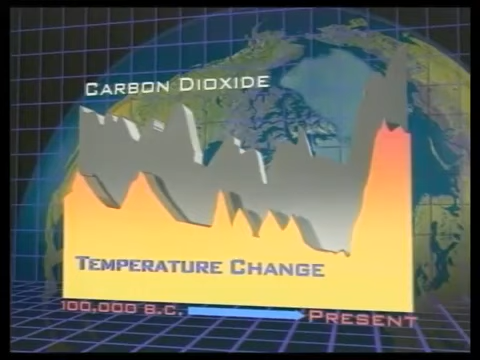 CARBON DIOXIDE
TEMPERATURE CHANGE
100,000 B.C.
PRESENT